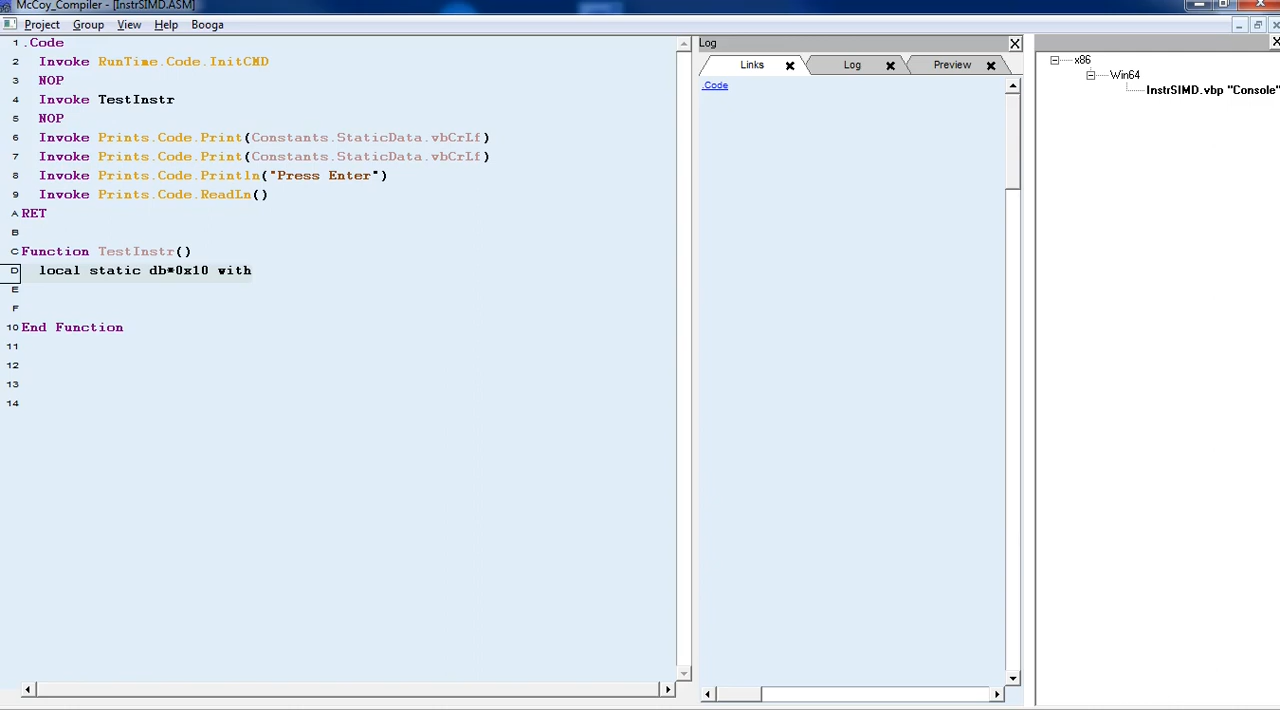 McCoy_Compiler - [InstrSIMD.ASM]
Project Group View Help Booga
1 .Code
2 Invoke RunTime.Code.InitCMD
3 NOP
4 Invoke TestInstr
5 NOP
6 Invoke Prints.Code.Print(Constants.StaticData.vbCrLf)
7 Invoke Prints.Code.Print(Constants.StaticData.vbCrLf)
8 Invoke Prints.Code.Println("Press Enter")
9 Invoke Prints.Code.ReadLn()
A RET
B
C Function TestInstr()
D local static db*0x10 with
E
F
10 End Function
11
12
13
14
Log
Links Log Preview
.Code
x86
Win64
InstrSIMD.vbp "Console"